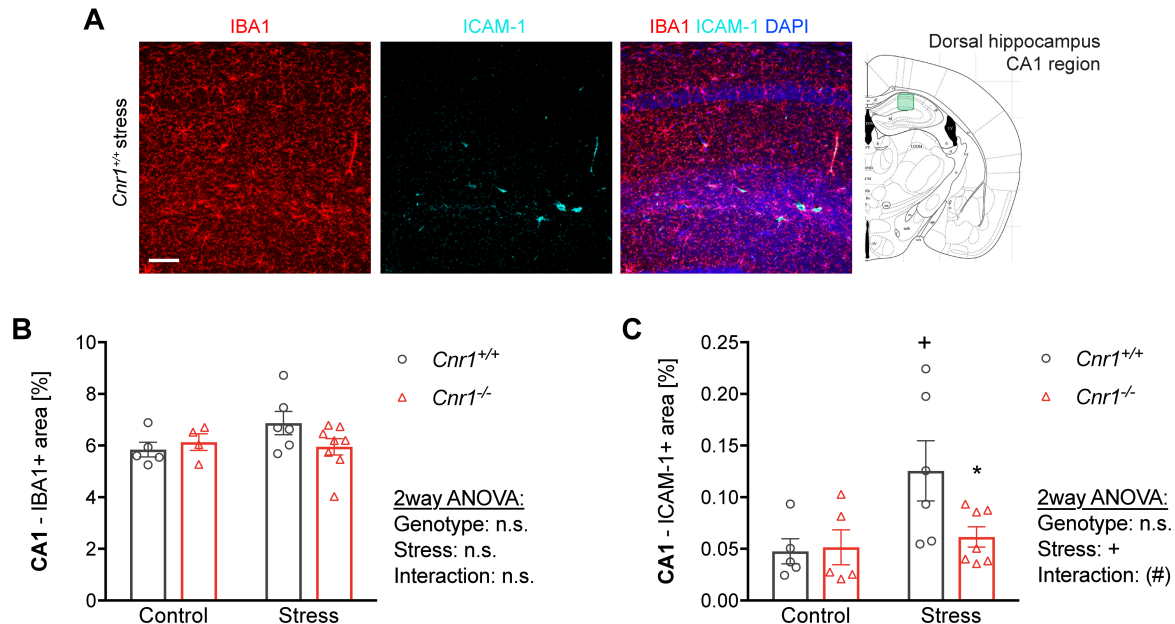 A
IBA1
ICAM-1
IBA1 ICAM-1 DAPI
Dorsal hippocampus
CA1 region
Cnr1+/+ stress
B
CA1 - IBA1+ area [%]
10
8
6
4
2
0
Control
Stress
Cnr1+/+
Cnr1-/-
2way ANOVA:
Genotype: n.s.
Stress: n.s.
Interaction: n.s.
C
CA1 - ICAM-1+ area [%]
0.25
0.20
0.15
0.10
0.05
0.00
+
*
Control
Stress
Cnr1+/+
Cnr1-/-
2way ANOVA:
Genotype: n.s.
Stress: +
Interaction: (#)